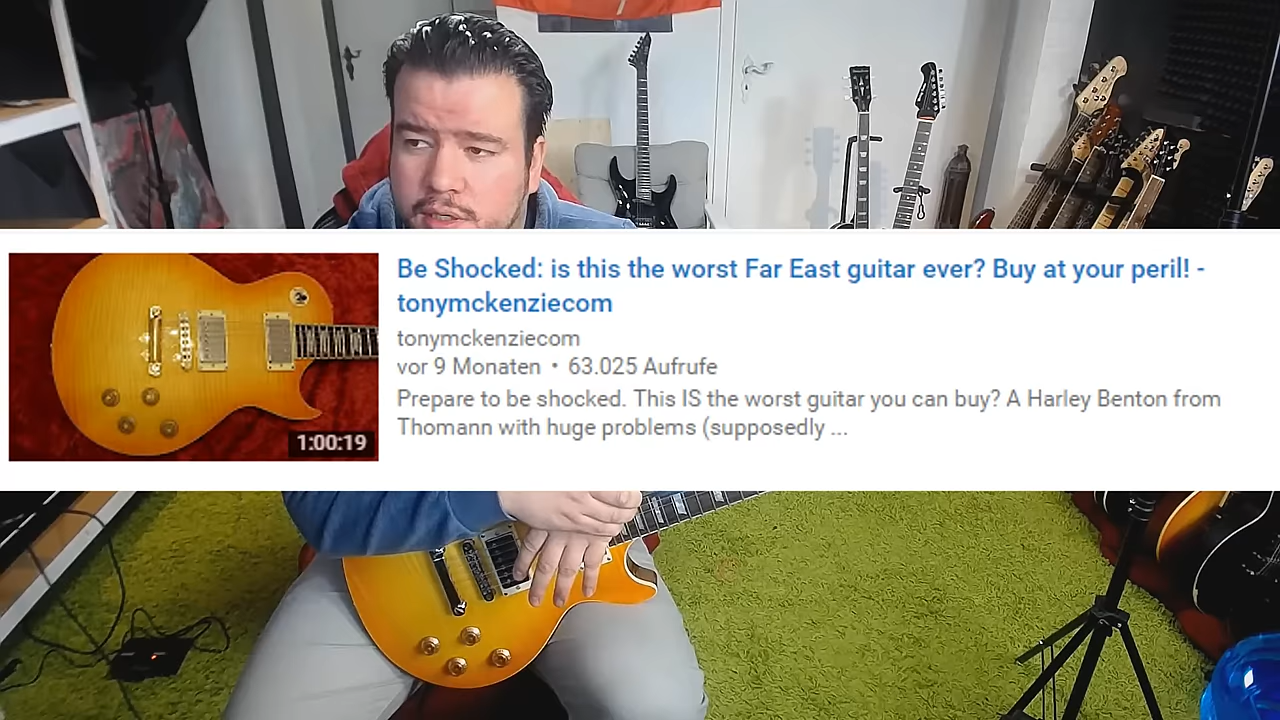 Be Shocked: is this the worst Far East guitar ever? Buy at your peril! -
tonymckenziecom
tonymckenziecom
vor 9 Monaten • 63.025 Aufrufe
Prepare to be shocked. This IS the worst guitar you can buy? A Harley Benton from
Thomann with huge problems (supposedly ...
1:00:19